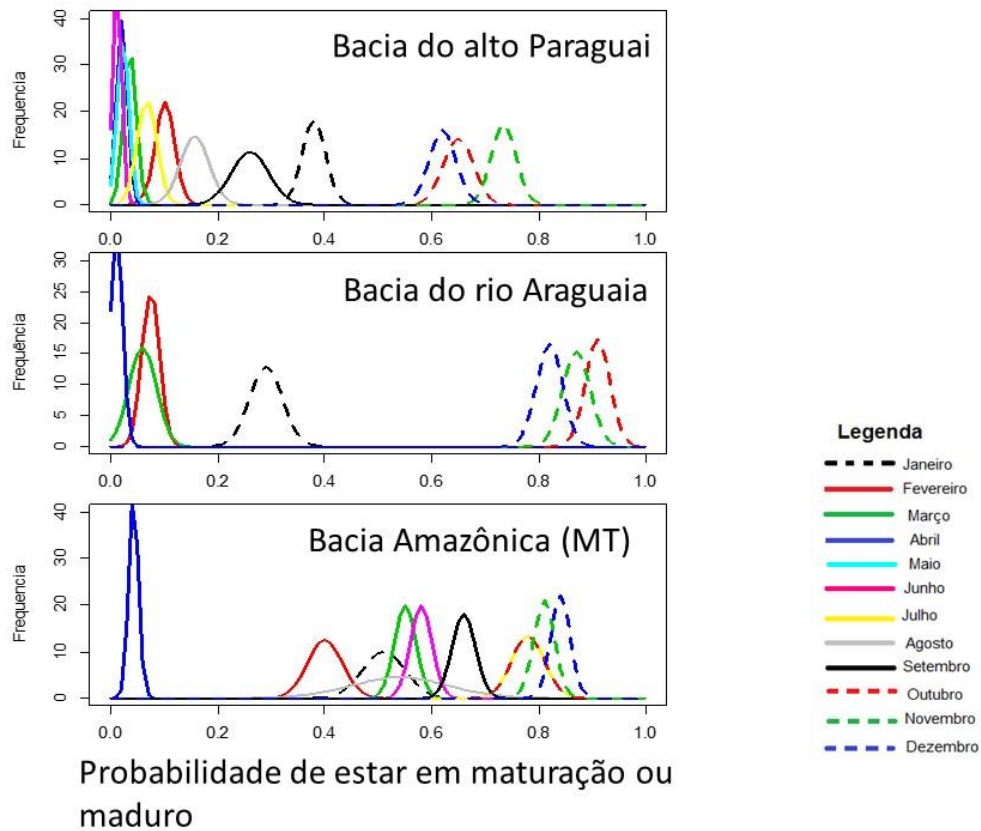 Bacia do alto Paraguai
Frequencia
40
30
20
10
0
0.0 0.2 0.4 0.6 0.8 1.0
Bacia do rio Araguaia
Frequência
30
25
20
15
10
5
0
0.0 0.2 0.4 0.6 0.8 1.0
Bacia Amazônica (MT)
Frequencia
40
30
20
10
0
0.0 0.2 0.4 0.6 0.8 1.0
Probabilidade de estar em maturação ou
maduro
Legenda
Janeiro
Fevereiro
Março
Abril
Maio
Junho
Julho
Agosto
Setembro
Outubro
Novembro
Dezembro